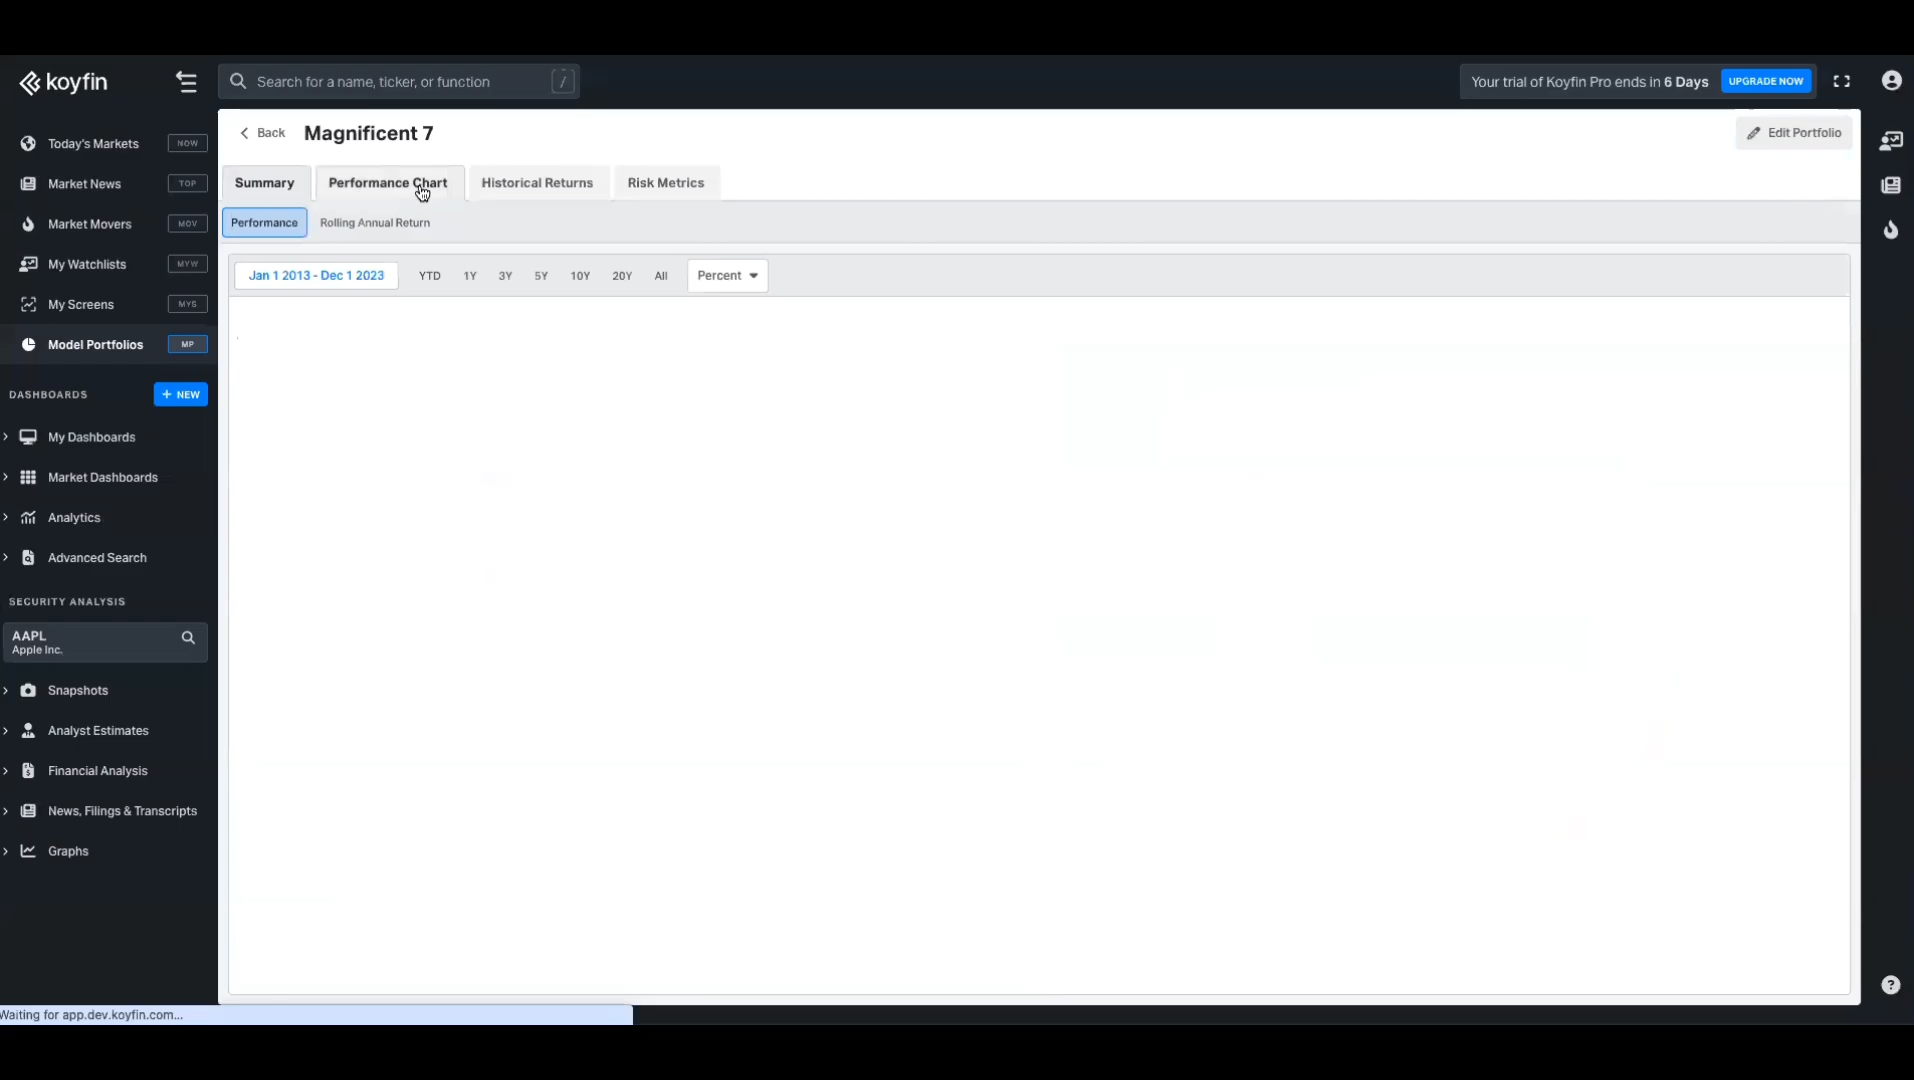 koyfin
Search for a name, ticker, or function /
Your trial of Koyfin Pro ends in 6 Days UPGRADE NOW
Back Magnificent 7
Edit Portfolio
Today's Markets NOW
Market News TOP
Market Movers MOV
My Watchlists MYW
My Screens MYS
Model Portfolios MP
DASHBOARDS + NEW
My Dashboards
Market Dashboards
Analytics
Advanced Search
SECURITY ANALYSIS
AAPL
Apple Inc.
Snapshots
Analyst Estimates
Financial Analysis
News, Filings & Transcripts
Graphs
Summary Performance Chart Historical Returns Risk Metrics
Performance Rolling Annual Return
Jan 1 2013 - Dec 1 2023 YTD 1Y 3Y 5Y 10Y 20Y All Percent
?
Waiting for app.dev.koyfin.com...